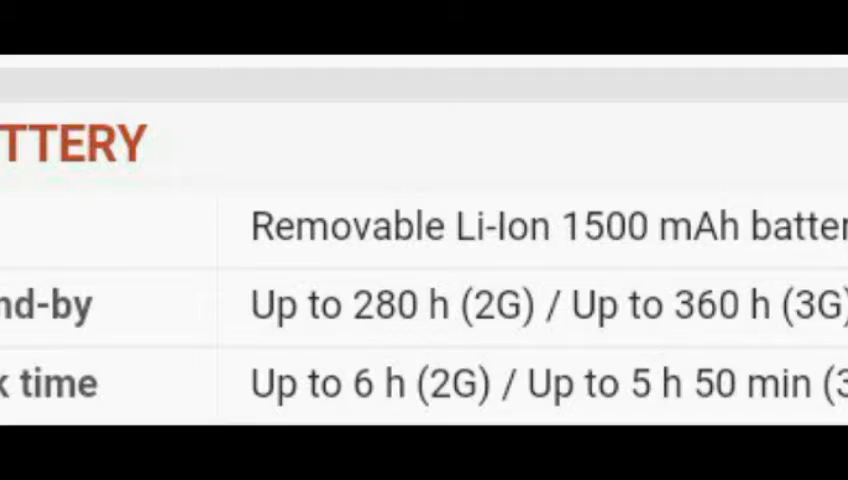 TTERY
Removable Li-Ion 1500 mAh batter
nd-by Up to 280 h (2G) / Up to 360 h (3G)
k time Up to 6 h (2G) / Up to 5 h 50 min (3